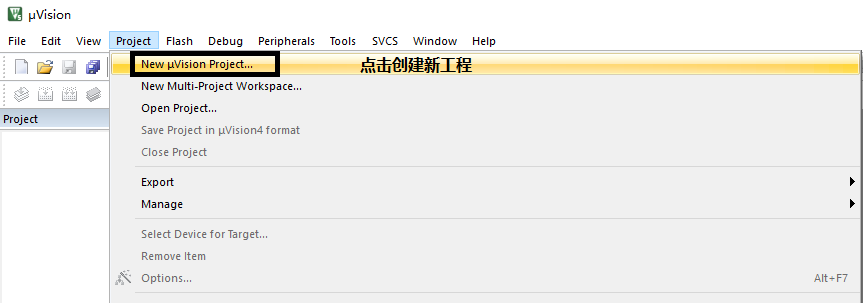 µVision
File Edit View Project Flash Debug Peripherals Tools SVCS Window Help
New µVision Project... 点击创建新工程
New Multi-Project Workspace...
Open Project...
Project
Save Project in µVision4 format
Close Project
Export
Manage
Select Device for Target...
Remove Item
Options... Alt+F7